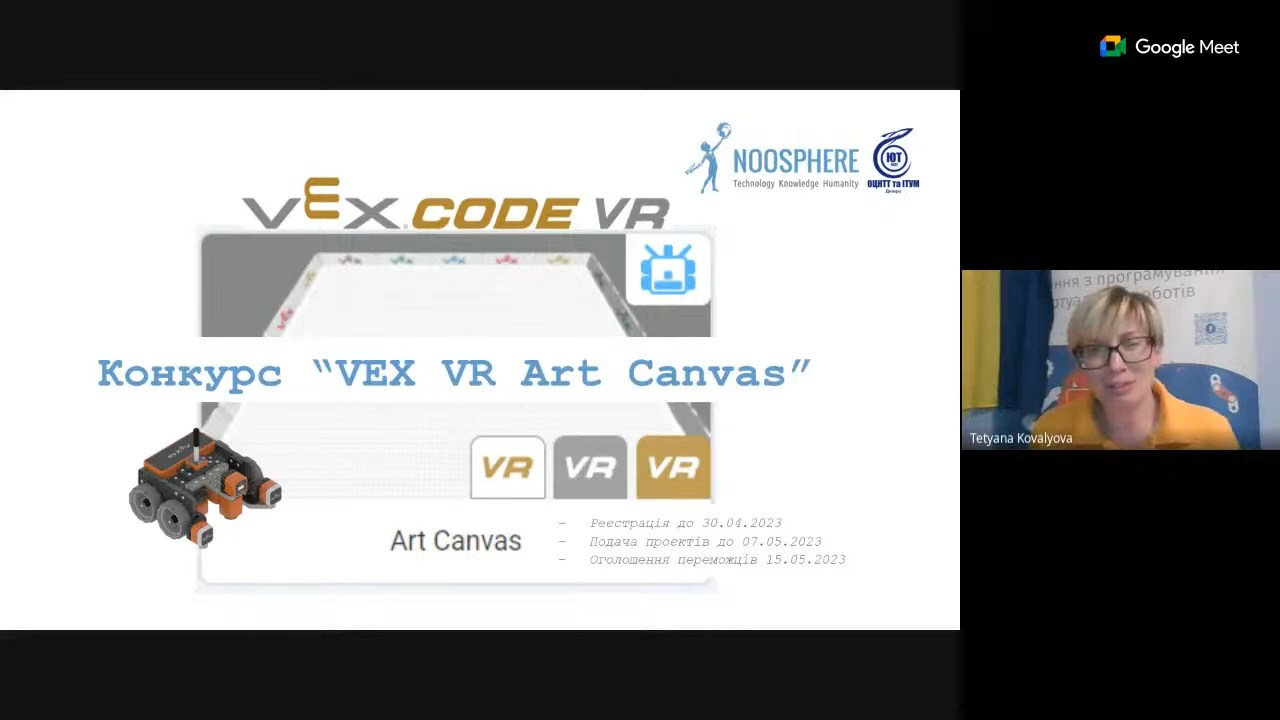 Google Meet
NOOSPHERE
Technology Knowledge Humanity
ЮТ
ОЦНТТ та ІТУМ
Дніпро
VEX CODE VR
Конкурс “VEX VR Art Canvas”
VR VR VR
Art Canvas
- Реєстрація до 30.04.2023
- Подача проектів до 07.05.2023
- Оголошення переможців 15.05.2023
програмування
Tetyana Kovalyova